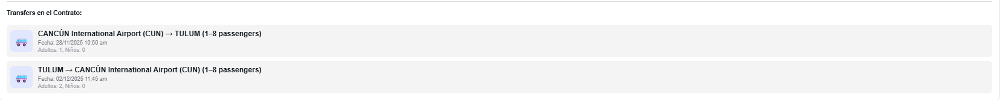 Transfers en el Contrato:
CANCÚN International Airport (CUN) → TULUM (1–8 passengers)
Fecha: 28/11/2025 10:50 am
Adultos: 1, Niños: 0
TULUM → CANCÚN International Airport (CUN) (1–8 passengers)
Fecha: 02/12/2025 11:45 am
Adultos: 2, Niños: 0